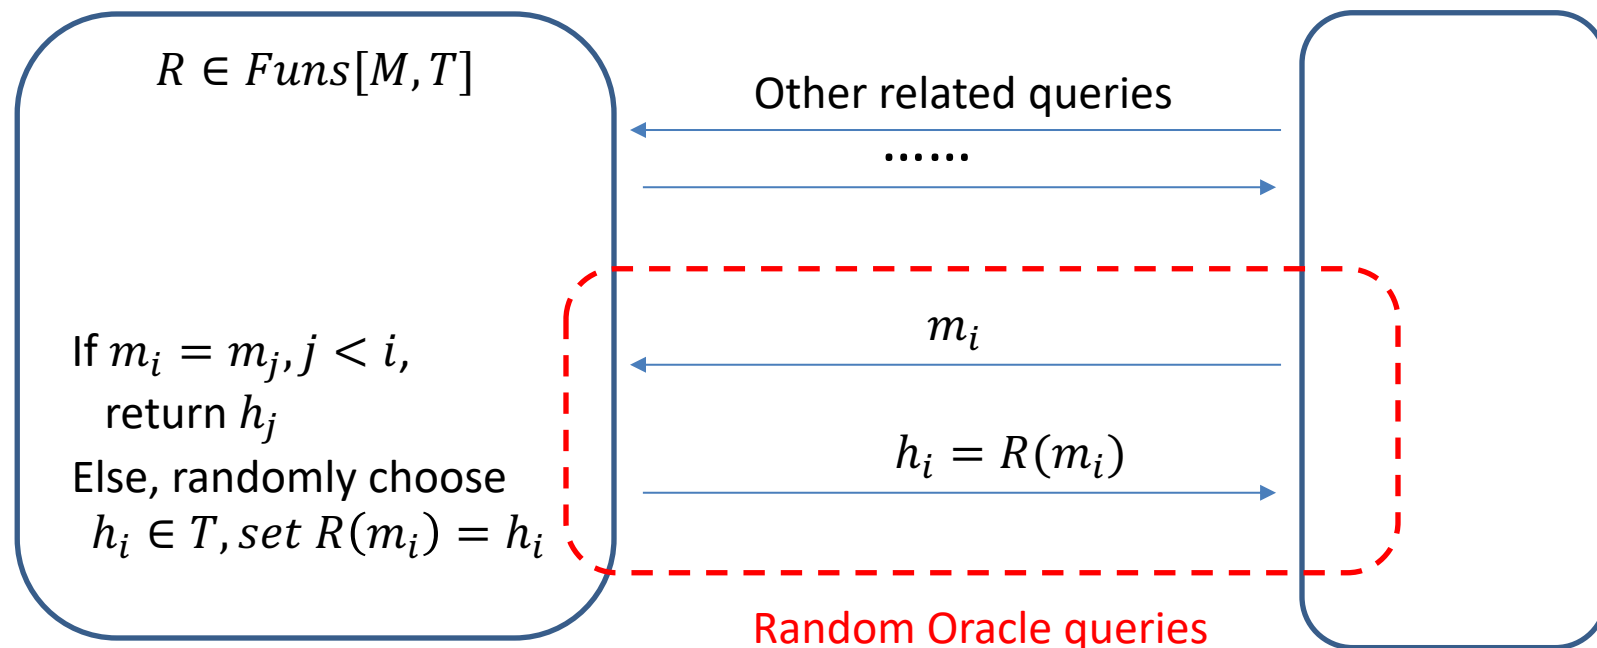 R ∈ Funs[M, T]
Other related queries
……
m_i
If m_i = m_j, j < i,
return h_j
h_i = R(m_i)
Else, randomly choose
h_i ∈ T, set R(m_i) = h_i
Random Oracle queries